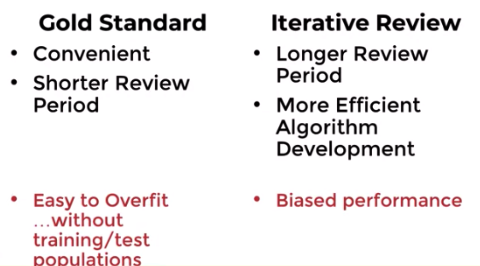 Gold Standard
• Convenient
• Shorter Review
Period
• Easy to Overfit
…without
training/test
populations
Iterative Review
• Longer Review
Period
• More Efficient
Algorithm
Development
• Biased performance